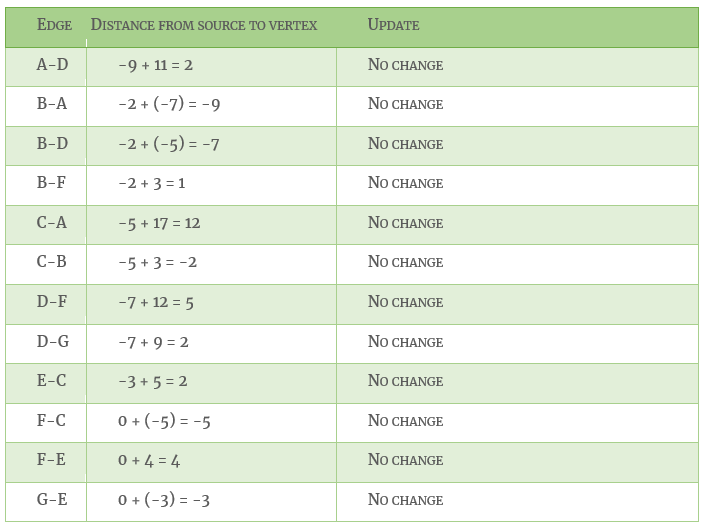 Edge Distance from source to vertex Update
A-D -9 + 11 = 2 No change
B-A -2 + (-7) = -9 No change
B-D -2 + (-5) = -7 No change
B-F -2 + 3 = 1 No change
C-A -5 + 17 = 12 No change
C-B -5 + 3 = -2 No change
D-F -7 + 12 = 5 No change
D-G -7 + 9 = 2 No change
E-C -3 + 5 = 2 No change
F-C 0 + (-5) = -5 No change
F-E 0 + 4 = 4 No change
G-E 0 + (-3) = -3 No change